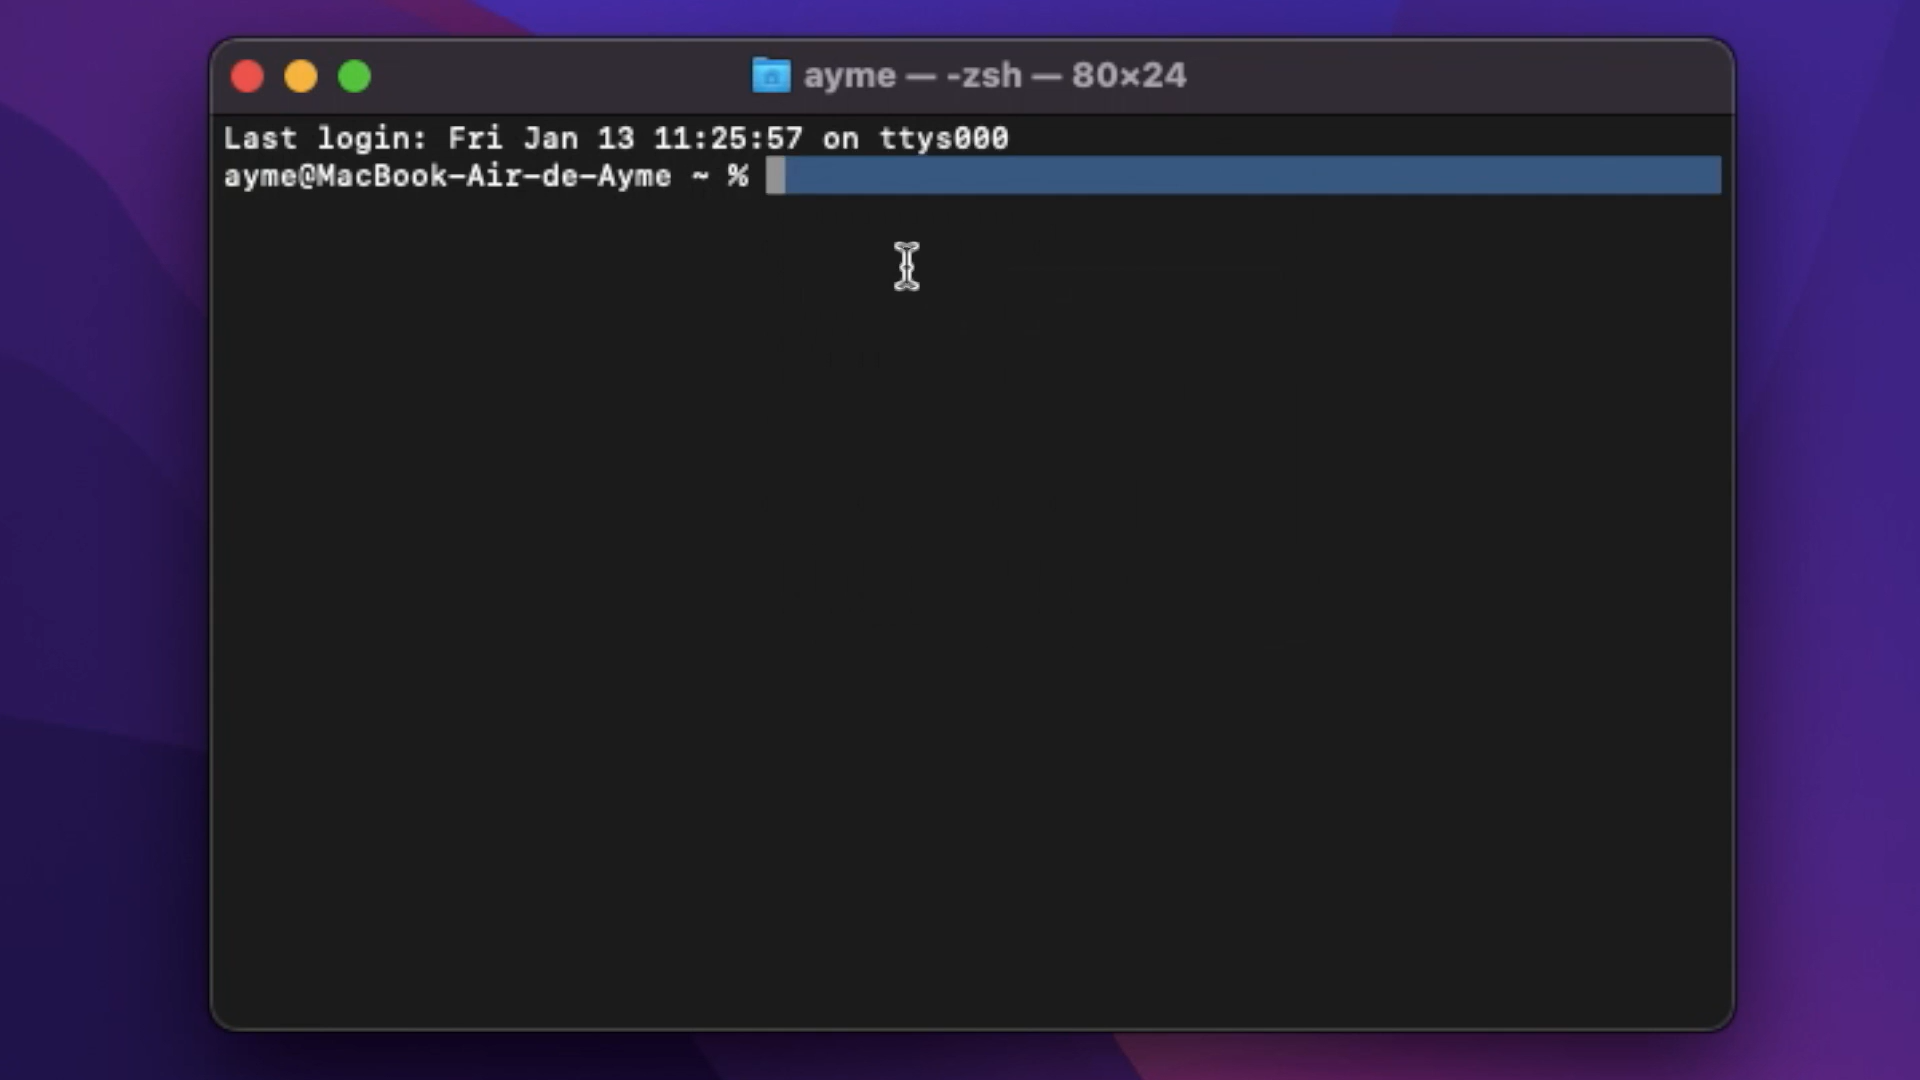 ayme — -zsh — 80×24
Last login: Fri Jan 13 11:25:57 on ttys000
ayme@MacBook-Air-de-Ayme ~ %